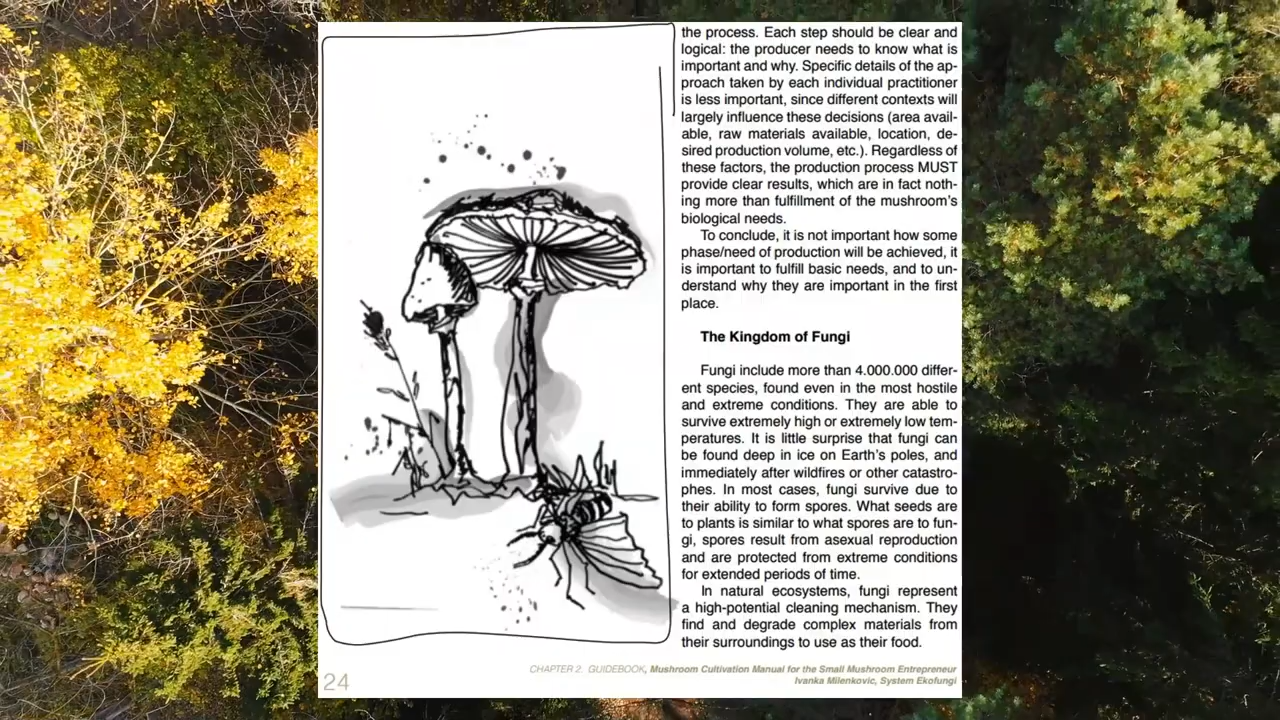 the process. Each step should be clear and
logical: the producer needs to know what is
important and why. Specific details of the ap-
proach taken by each individual practitioner
is less important, since different contexts will
largely influence these decisions (area avail-
able, raw materials available, location, de-
sired production volume, etc.). Regardless of
these factors, the production process MUST
provide clear results, which are in fact noth-
ing more than fulfillment of the mushroom's
biological needs.
To conclude, it is not important how some
phase/need of production will be achieved, it
is important to fulfill basic needs, and to un-
derstand why they are important in the first
place.
The Kingdom of Fungi
Fungi include more than 4.000.000 differ-
ent species, found even in the most hostile
and extreme conditions. They are able to
survive extremely high or extremely low tem-
peratures. It is little surprise that fungi can
be found deep in ice on Earth's poles, and
immediately after wildfires or other catastro-
phes. In most cases, fungi survive due to
their ability to form spores. What seeds are
to plants is similar to what spores are to fun-
gi, spores result from asexual reproduction
and are protected from extreme conditions
for extended periods of time.
In natural ecosystems, fungi represent
a high-potential cleaning mechanism. They
find and degrade complex materials from
their surroundings to use as their food.
CHAPTER 2. GUIDEBOOK, Mushroom Cultivation Manual for the Small Mushroom Entrepreneur
Ivanka Milenkovic, System Ekofungi
24